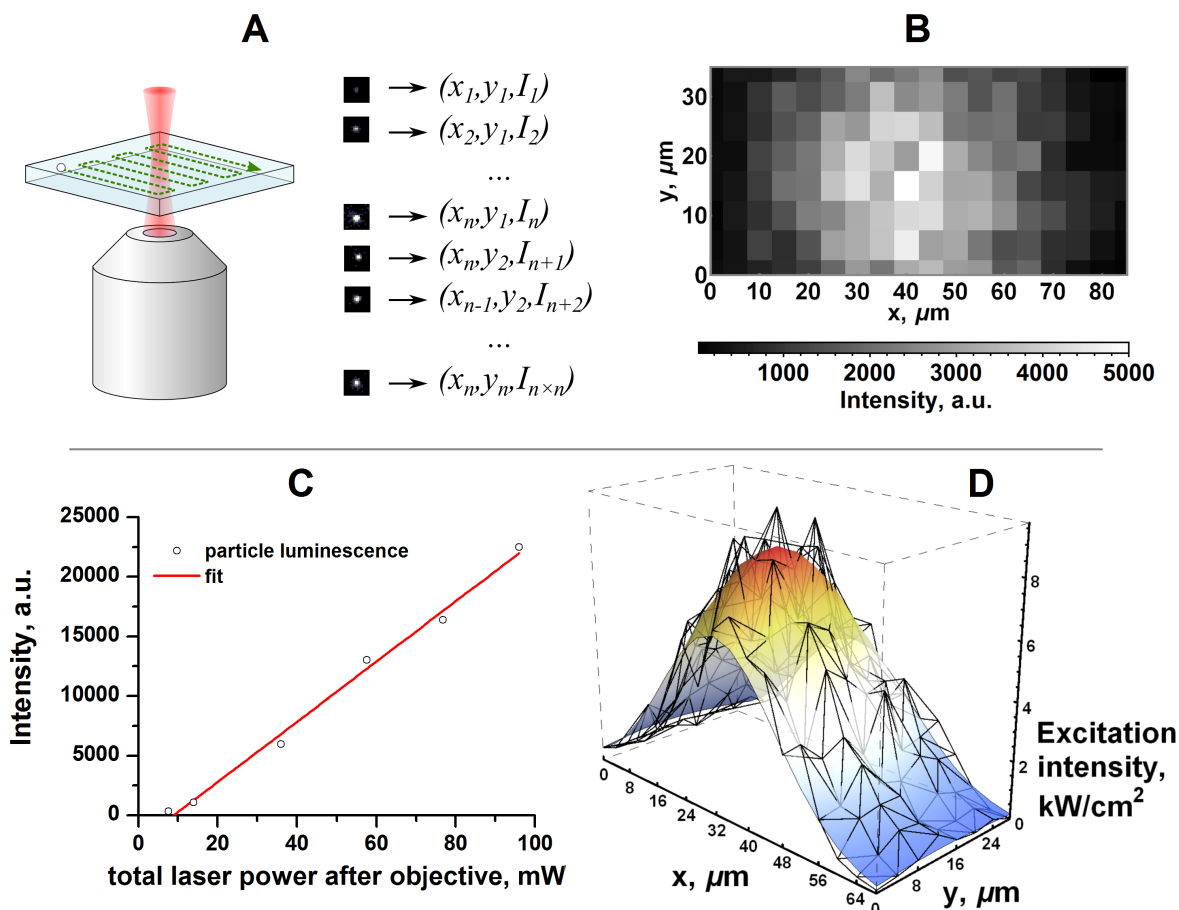 A
(x1,y1,I1)
(x2,y1,I2)
...
(xn,y1,In)
(xn,y2,In+1)
(xn-1,y2,In+2)
...
(xn,yn,In×n)
B
30
20
10
0
y, µm
0 10 20 30 40 50 60 70 80
x, µm
1000 2000 3000 4000 5000
Intensity, a.u.
C
25000
20000
15000
10000
5000
0
Intensity, a.u.
particle luminescence
fit
0 20 40 60 80 100
total laser power after objective, mW
D
8
6
4
2
0
Excitation
intensity,
kW/cm2
0 8 16 24 32 40 48 56 64
x, µm
0 8 16 24
y, µm